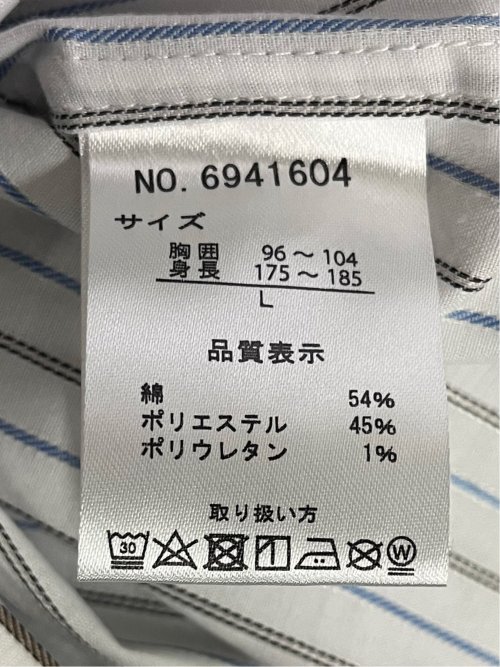 NO. 6941604
サイズ
胸囲 96～104
身長 175～185
L
品質表示
綿 54%
ポリエステル 45%
ポリウレタン 1%
取り扱い方
30
W